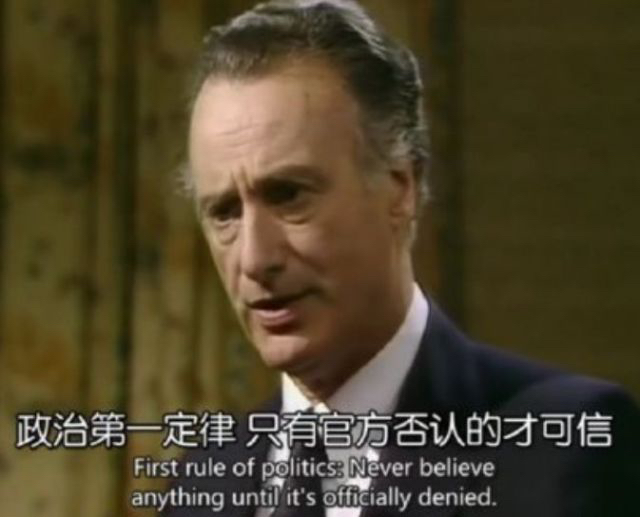 政治第一定律 只有官方否认的才可信
First rule of politics: Never believe
anything until it's officially denied.